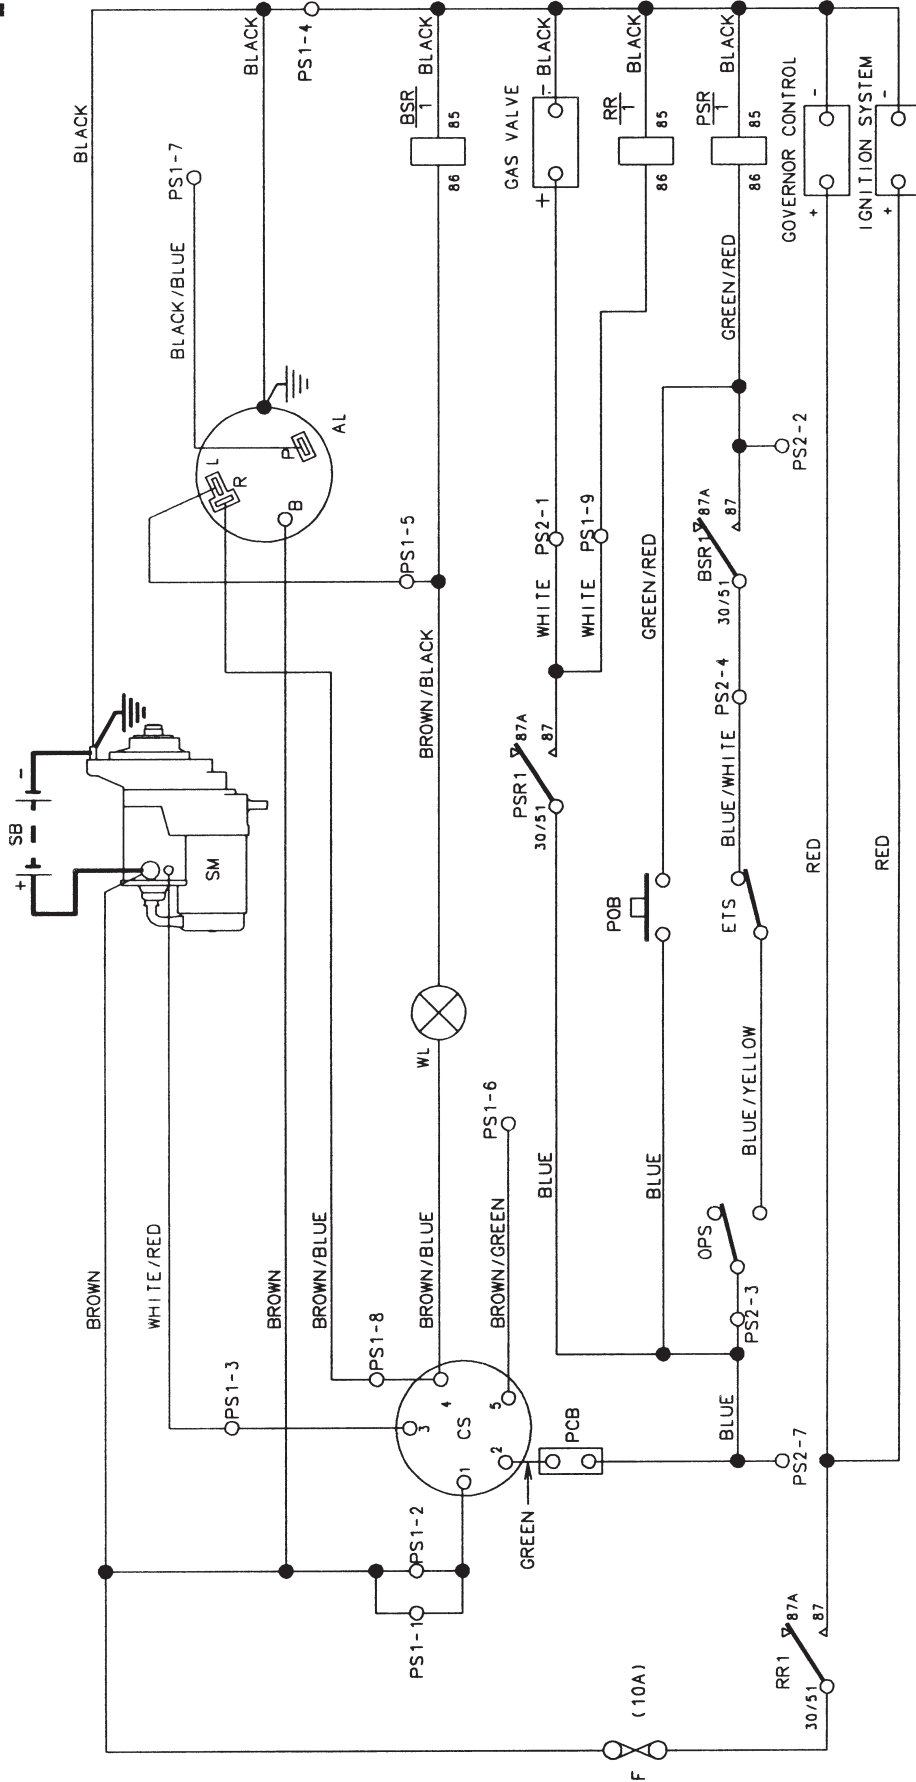 BLACK
BLACK
PS1-4
BLACK
BLACK
BLACK
BLACK
PS1-7
BSR
1
85
86
GAS VALVE
-
+
RR
1
85
86
PSR
1
85
86
GOVERNOR CONTROL
-
+
IGNITION SYSTEM
-
+
BLACK/BLUE
GREEN/RED
AL
L
R
P
B
PS1-5
PS2-1
PS1-9
PS2-2
BSR1
87A
87
30/51
WHITE
WHITE
GREEN/RED
BROWN/BLACK
PS2-4
SB
-
+
SM
PSR1
87A
87
30/51
BLUE/WHITE
RED
RED
POB
ETS
WL
PS1-6
BLUE/YELLOW
BLUE
BLUE
OPS
BROWN
WHITE/RED
BROWN
BROWN/BLUE
BROWN/BLUE
BROWN/GREEN
PS2-3
PS1-3
PS1-8
CS
1
2
3
4
5
PCB
BLUE
PS2-7
GREEN
PS1-2
PS1-1
RR1
87A
87
30/51
F
(10A)